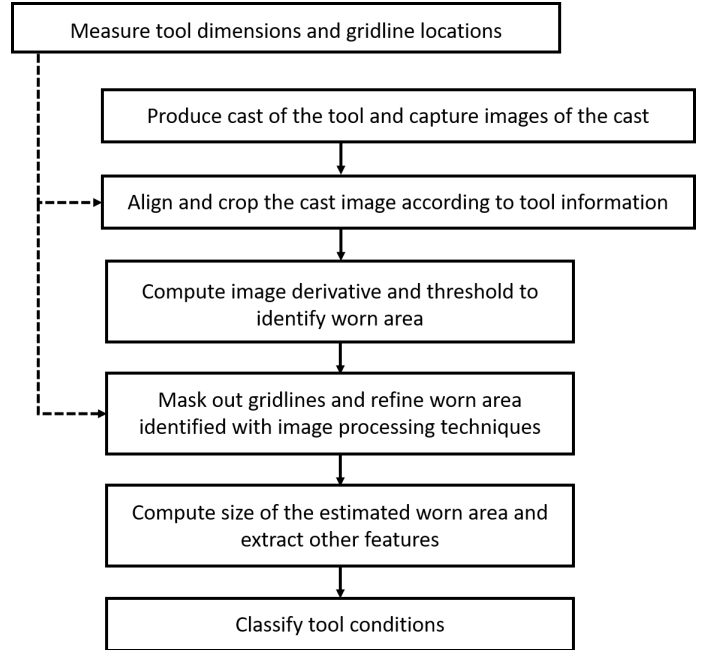 Measure tool dimensions and gridline locations
Produce cast of the tool and capture images of the cast
Align and crop the cast image according to tool information
Compute image derivative and threshold to
identify worn area
Mask out gridlines and refine worn area
identified with image processing techniques
Compute size of the estimated worn area and
extract other features
Classify tool conditions